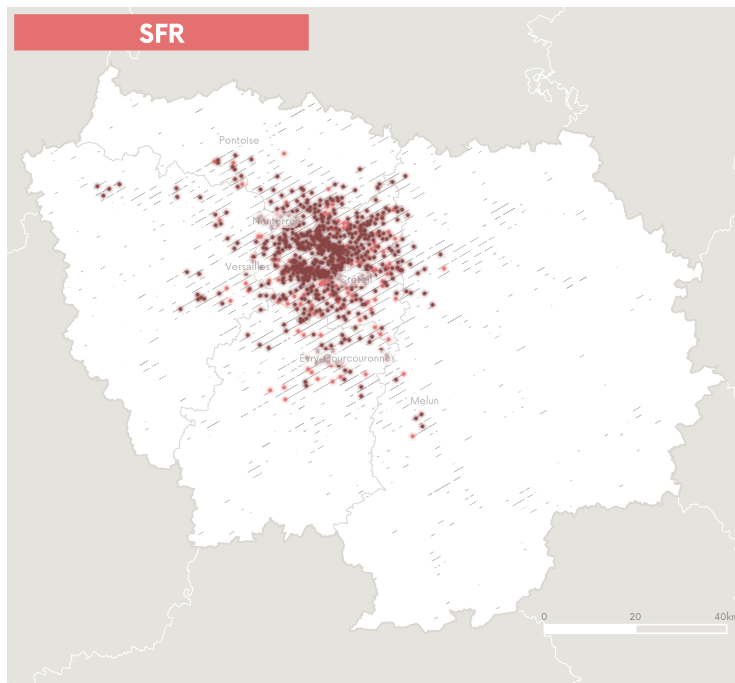 SFR
Pontoise
Nanterre
Versailles
Créteil
Évry-Courcouronnes
Melun
0 20 40km